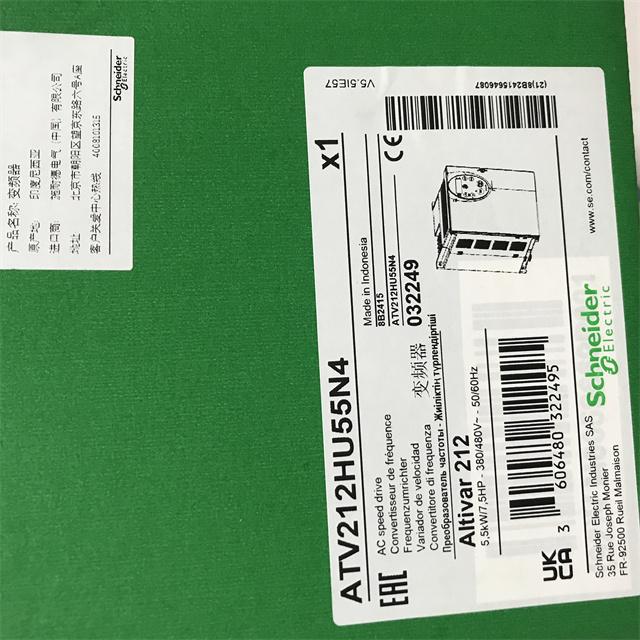 产品名称: 变频器
原产地: 印度尼西亚
进口商: 施耐德电气（中国）有限公司
地址: 北京市朝阳区望京东路六号A座
客户关爱中心热线: 4008101315
Schneider
Electric
ATV212HU55N4
x1
AC speed drive
Convertisseur de fréquence
Frequenzumrichter
Variador de velocidad
Convertitore di frequenza
变频器
Преобразователь частоты - Жиіліктің түрлендіргіші
Altivar 212
5,5kW/7,5HP - 380/480V~ - 50/60Hz
EAC
Made in Indonesia
8B2415
ATV212HU55N4
032249
CE
V5.5IE57
(21)8B2415646087
3 606480 322495
UK
CA
Schneider Electric Industries SAS
35 Rue Joseph Monier
FR-92500 Rueil Malmaison
Schneider
Electric
www.se.com/contact